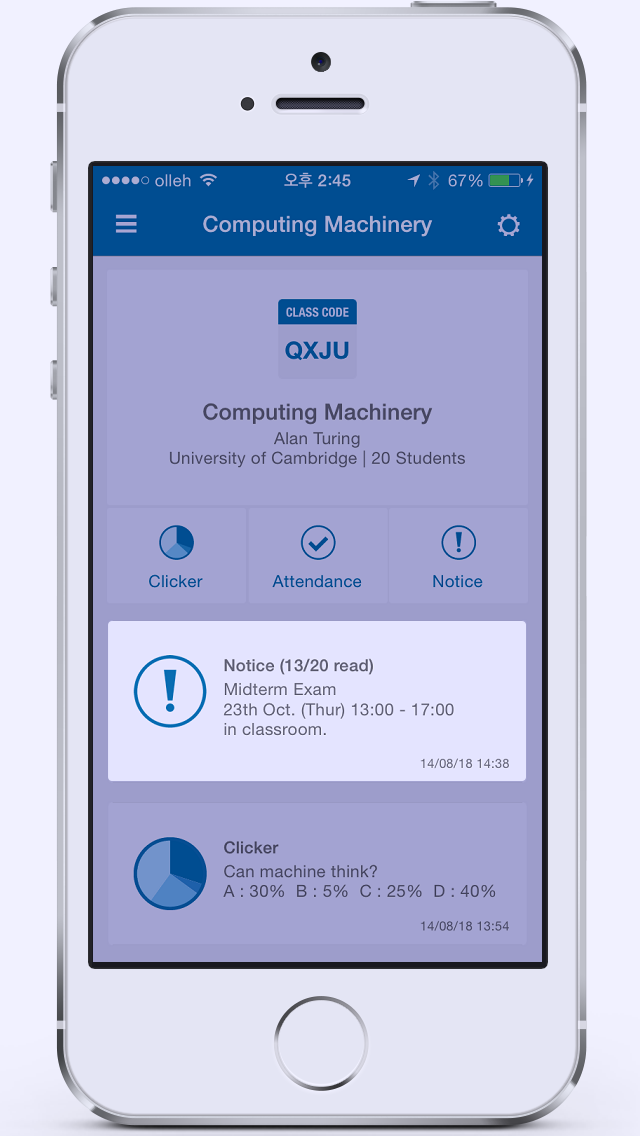 olleh 오후 2:45 67%
Computing Machinery
CLASS CODE
QXJU
Computing Machinery
Alan Turing
University of Cambridge | 20 Students
Clicker Attendance Notice
Notice (13/20 read)
Midterm Exam
23th Oct. (Thur) 13:00 - 17:00
in classroom.
14/08/18 14:38
Clicker
Can machine think?
A : 30% B : 5% C : 25% D : 40%
14/08/18 13:54